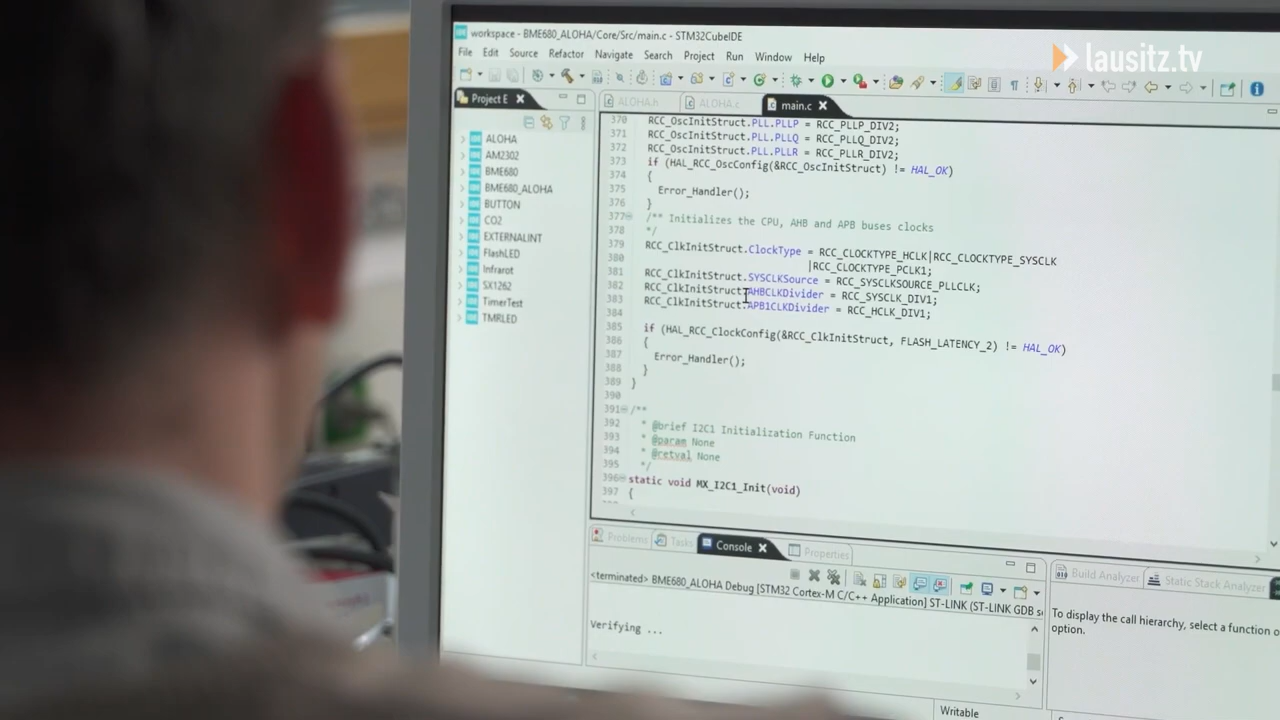 workspace - BME680_ALOHA/Core/Src/main.c - STM32CubeIDE
lausitz.tv
File Edit Source Refactor Navigate Search Project Run Window Help
Project E
ALOHA.h ALOHA.c main.c
ALOHA
AM2302
BME680
BME680_ALOHA
BUTTON
CO2
EXTERNALINT
FlashLED
Infrarot
SX1262
TimerTest
TMRLED
370 RCC_OscInitStruct.PLL.PLLP = RCC_PLLP_DIV2;
371 RCC_OscInitStruct.PLL.PLLQ = RCC_PLLQ_DIV2;
372 RCC_OscInitStruct.PLL.PLLR = RCC_PLLR_DIV2;
373 if (HAL_RCC_OscConfig(&RCC_OscInitStruct) != HAL_OK)
374 {
375 Error_Handler();
376 }
377 /** Initializes the CPU, AHB and APB buses clocks
378 */
379 RCC_ClkInitStruct.ClockType = RCC_CLOCKTYPE_HCLK|RCC_CLOCKTYPE_SYSCLK
380 |RCC_CLOCKTYPE_PCLK1;
381 RCC_ClkInitStruct.SYSCLKSource = RCC_SYSCLKSOURCE_PLLCLK;
382 RCC_ClkInitStruct.AHBCLKDivider = RCC_SYSCLK_DIV1;
383 RCC_ClkInitStruct.APB1CLKDivider = RCC_HCLK_DIV1;
384
385 if (HAL_RCC_ClockConfig(&RCC_ClkInitStruct, FLASH_LATENCY_2) != HAL_OK)
386 {
387 Error_Handler();
388 }
389 }
390
391 /**
392 * @brief I2C1 Initialization Function
393 * @param None
394 * @retval None
395 */
396 static void MX_I2C1_Init(void)
397 {
Problems Tasks Console Properties
<terminated> BME680_ALOHA Debug [STM32 Cortex-M C/C++ Application] ST-LINK (ST-LINK GDB s
Verifying ...
Build Analyzer Static Stack Analyzer
To display the call hierarchy, select a function o
option.
Writable